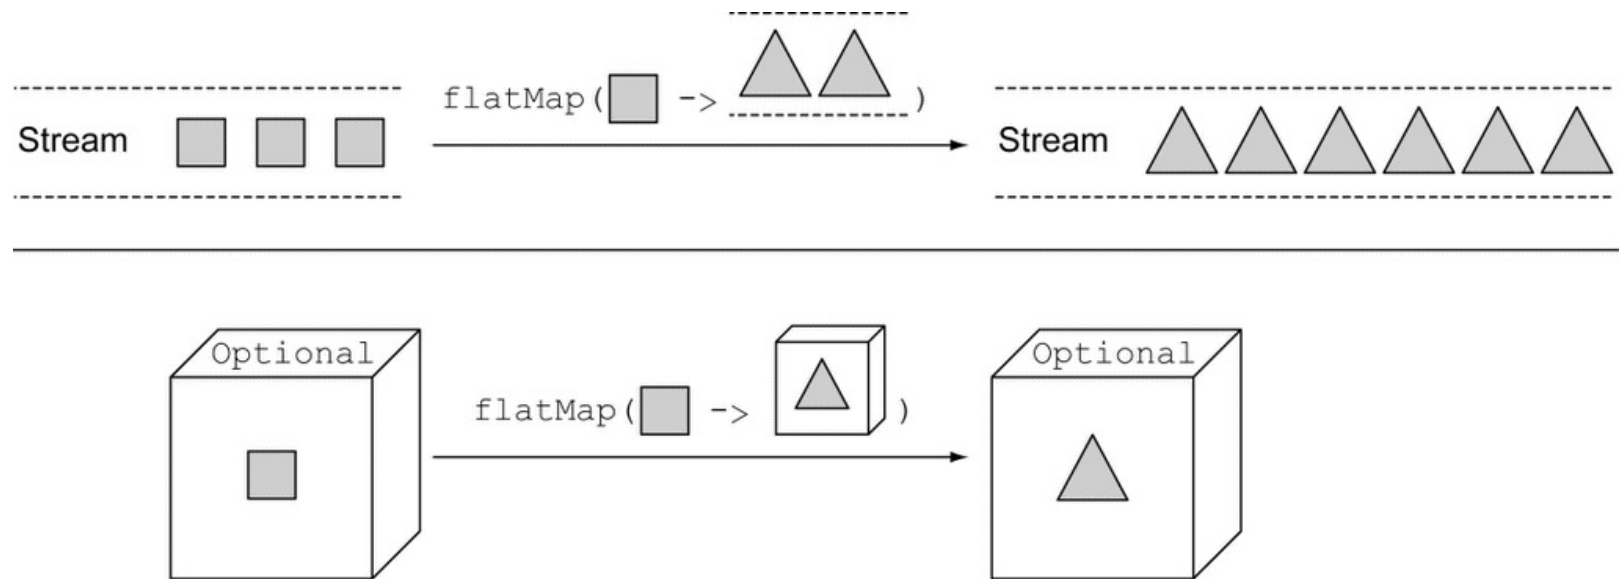 flatMap( -> )
Stream
Stream
Optional
Optional
flatMap( -> )